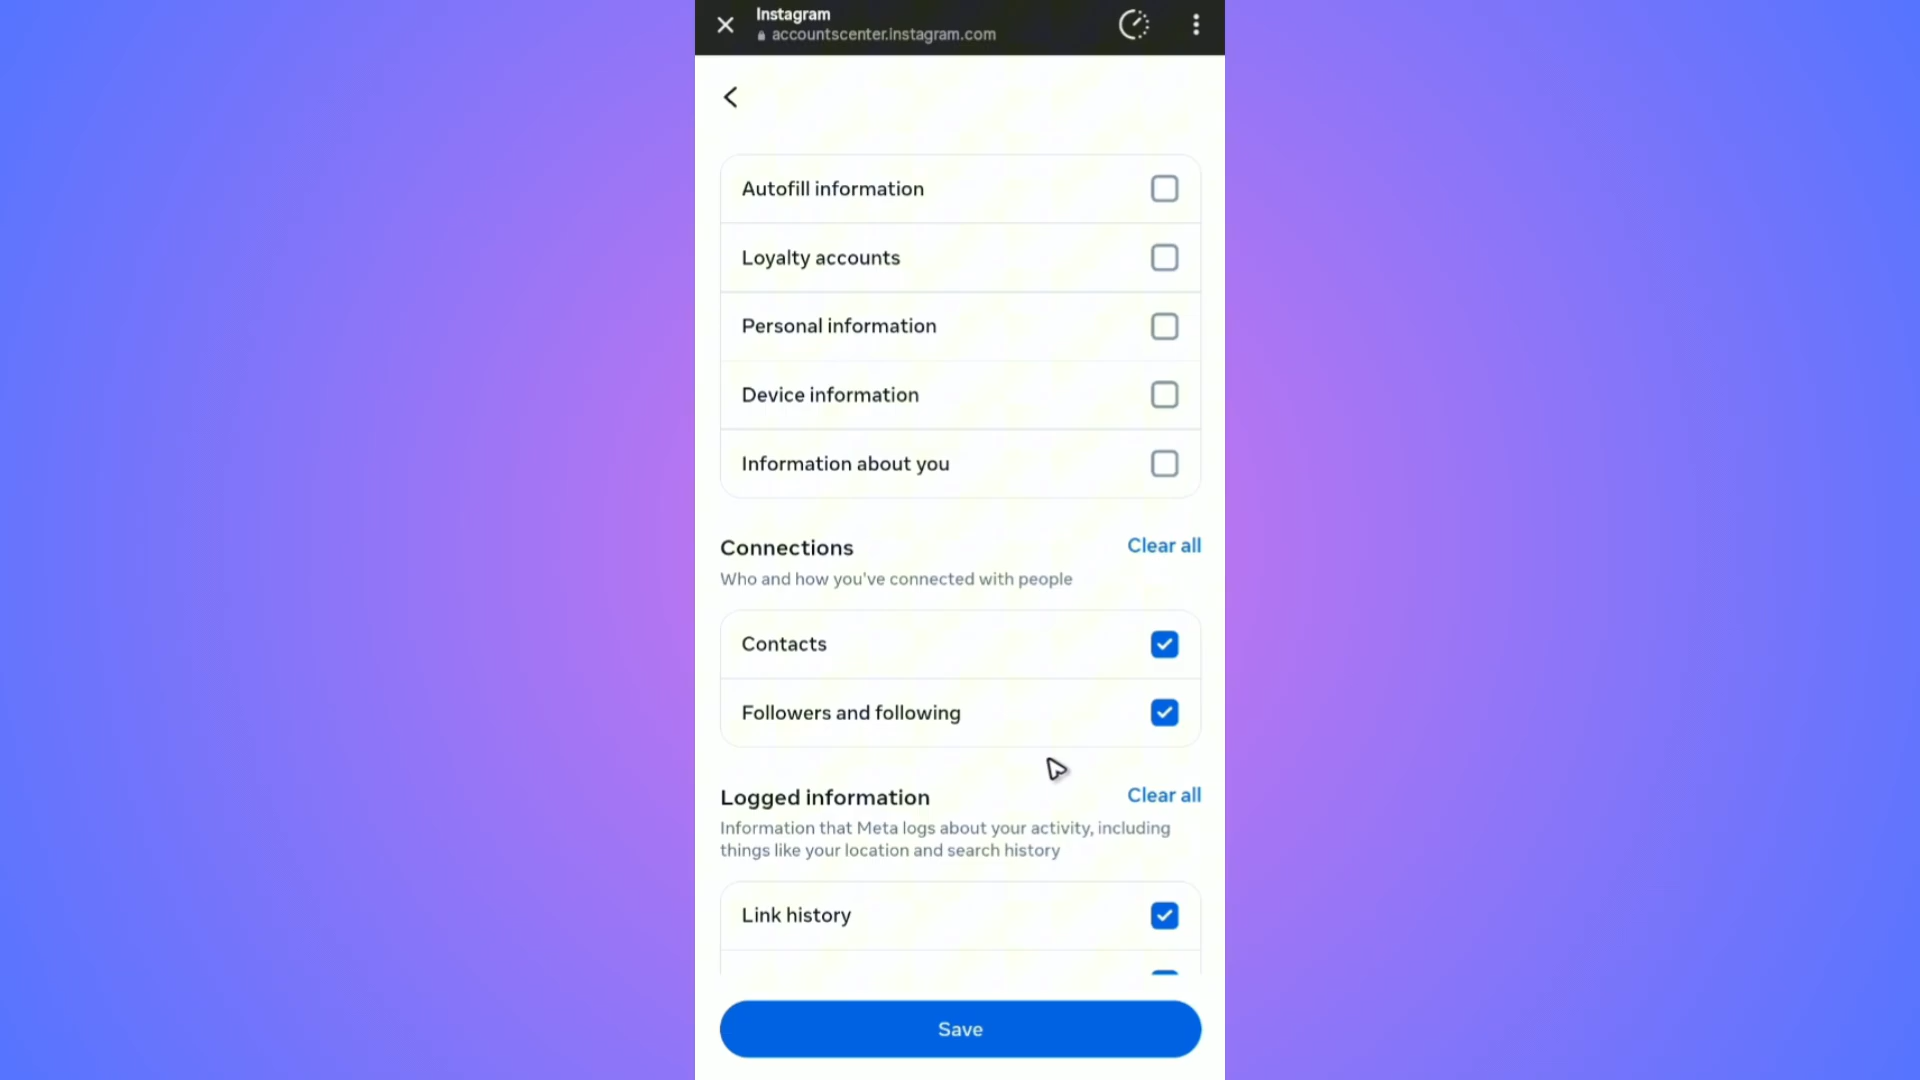 Instagram
accountscenter.instagram.com
Autofill information
Loyalty accounts
Personal information
Device information
Information about you
Connections
Clear all
Who and how you've connected with people
Contacts
Followers and following
Logged information
Clear all
Information that Meta logs about your activity, including
things like your location and search history
Link history
Save